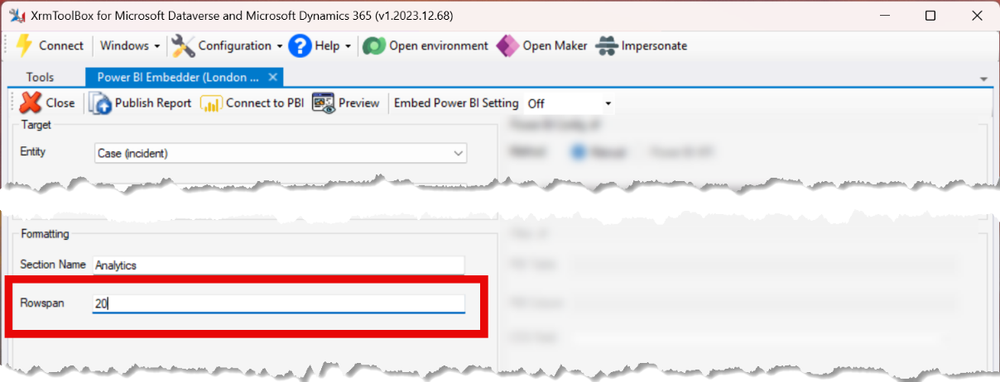 XrmToolBox for Microsoft Dataverse and Microsoft Dynamics 365 (v1.2023.12.68)
Connect Windows Configuration Help Open environment Open Maker Impersonate
Tools Power BI Embedder (London ...
Close Publish Report Connect to PBI Preview Embed Power BI Setting Off
Target
Entity Case (incident)
Formatting
Section Name Analytics
Rowspan 20